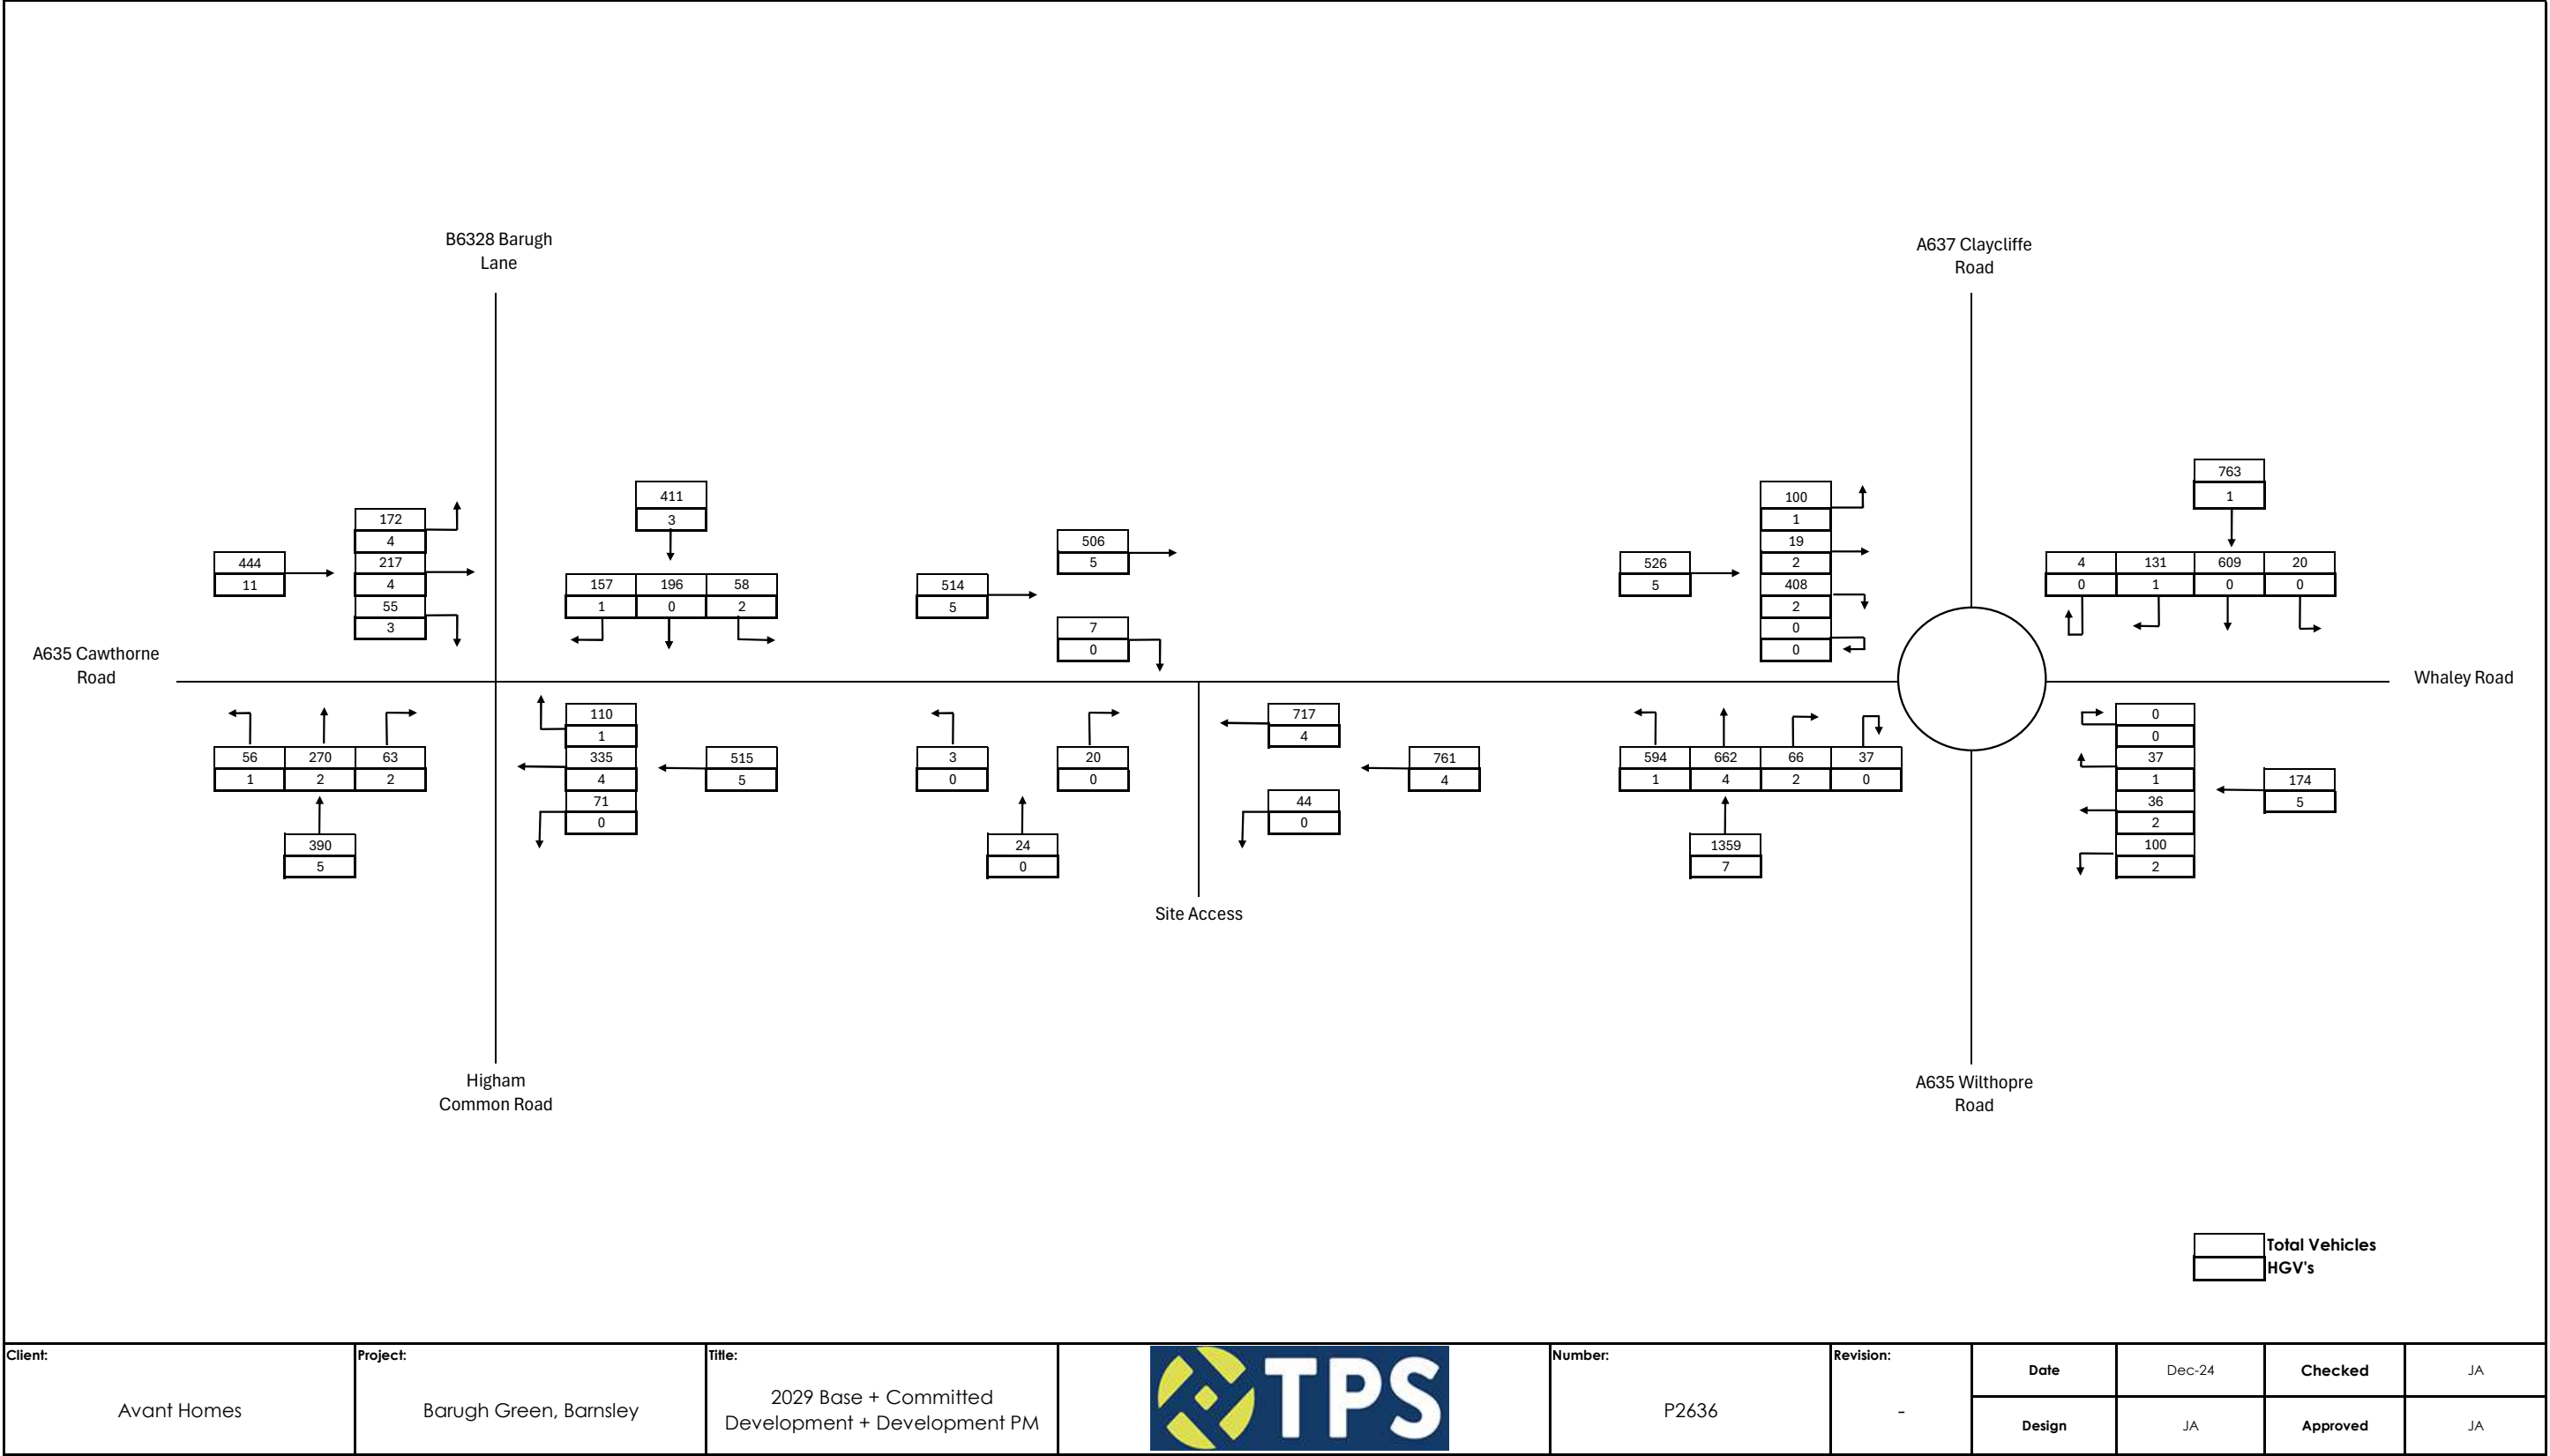 B6328 Barugh
Lane
A637 Claycliffe
Road
763
1
411
3
100
1
19
2
408
2
0
0
172
4
217
4
55
3
506
5
444
11
526
5
4 131 609 20
0 1 0 0
157 196 58
1 0 2
514
5
7
0
A635 Cawthorne
Road
Whaley Road
110
1
335
4
71
0
717
4
0
0
37
1
36
2
100
2
56 270 63
1 2 2
515
5
3
0
20
0
761
4
594 662 66 37
1 4 2 0
174
5
44
0
390
5
24
0
1359
7
Site Access
Higham
Common Road
A635 Wilthopre
Road
Total Vehicles
HGV's
Client:
Avant Homes
Project:
Barugh Green, Barnsley
Title:
2029 Base + Committed
Development + Development PM
TPS
Number:
P2636
Revision:
-
Date Dec-24 Checked JA
Design JA Approved JA